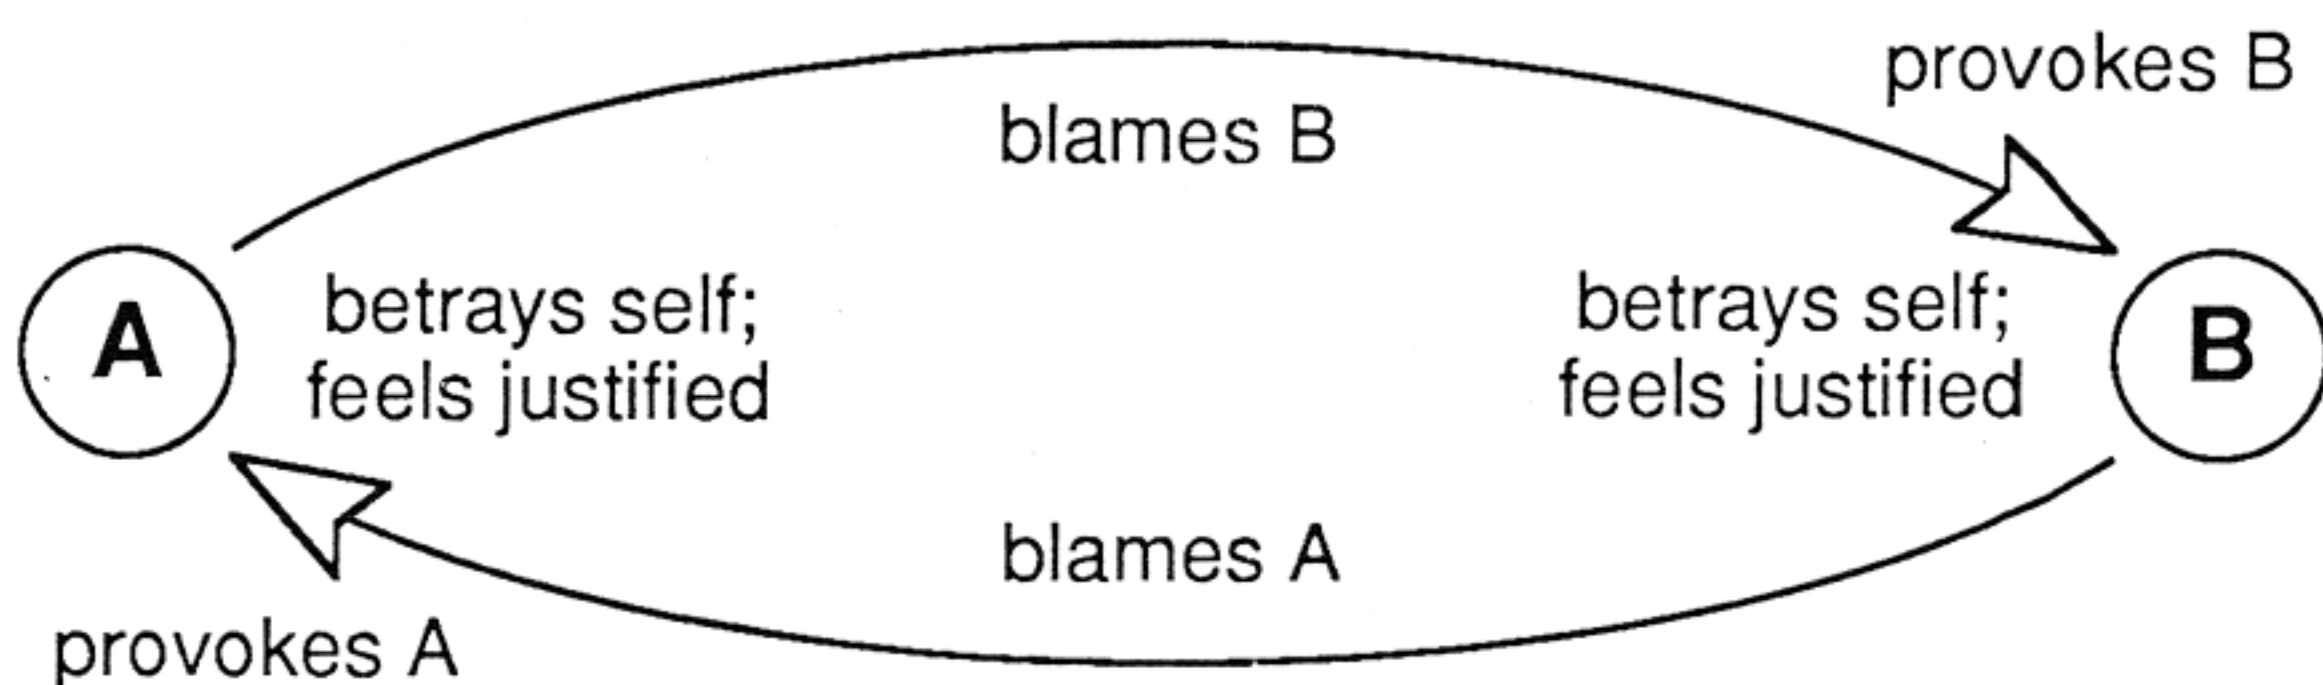 provokes B
blames B
A
betrays self;
feels justified
betrays self;
feels justified
B
blames A
provokes A